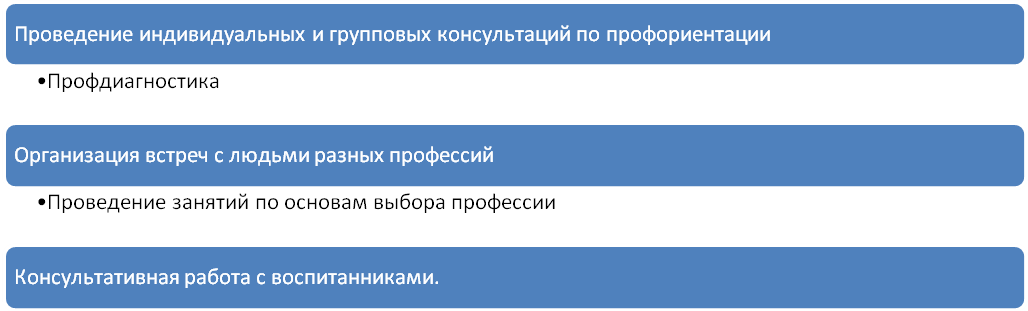 Проведение индивидуальных и групповых консультаций по профориентации
•Профдиагностика
Организация встреч с людьми разных профессий
•Проведение занятий по основам выбора профессии
Консультативная работа с воспитанниками.